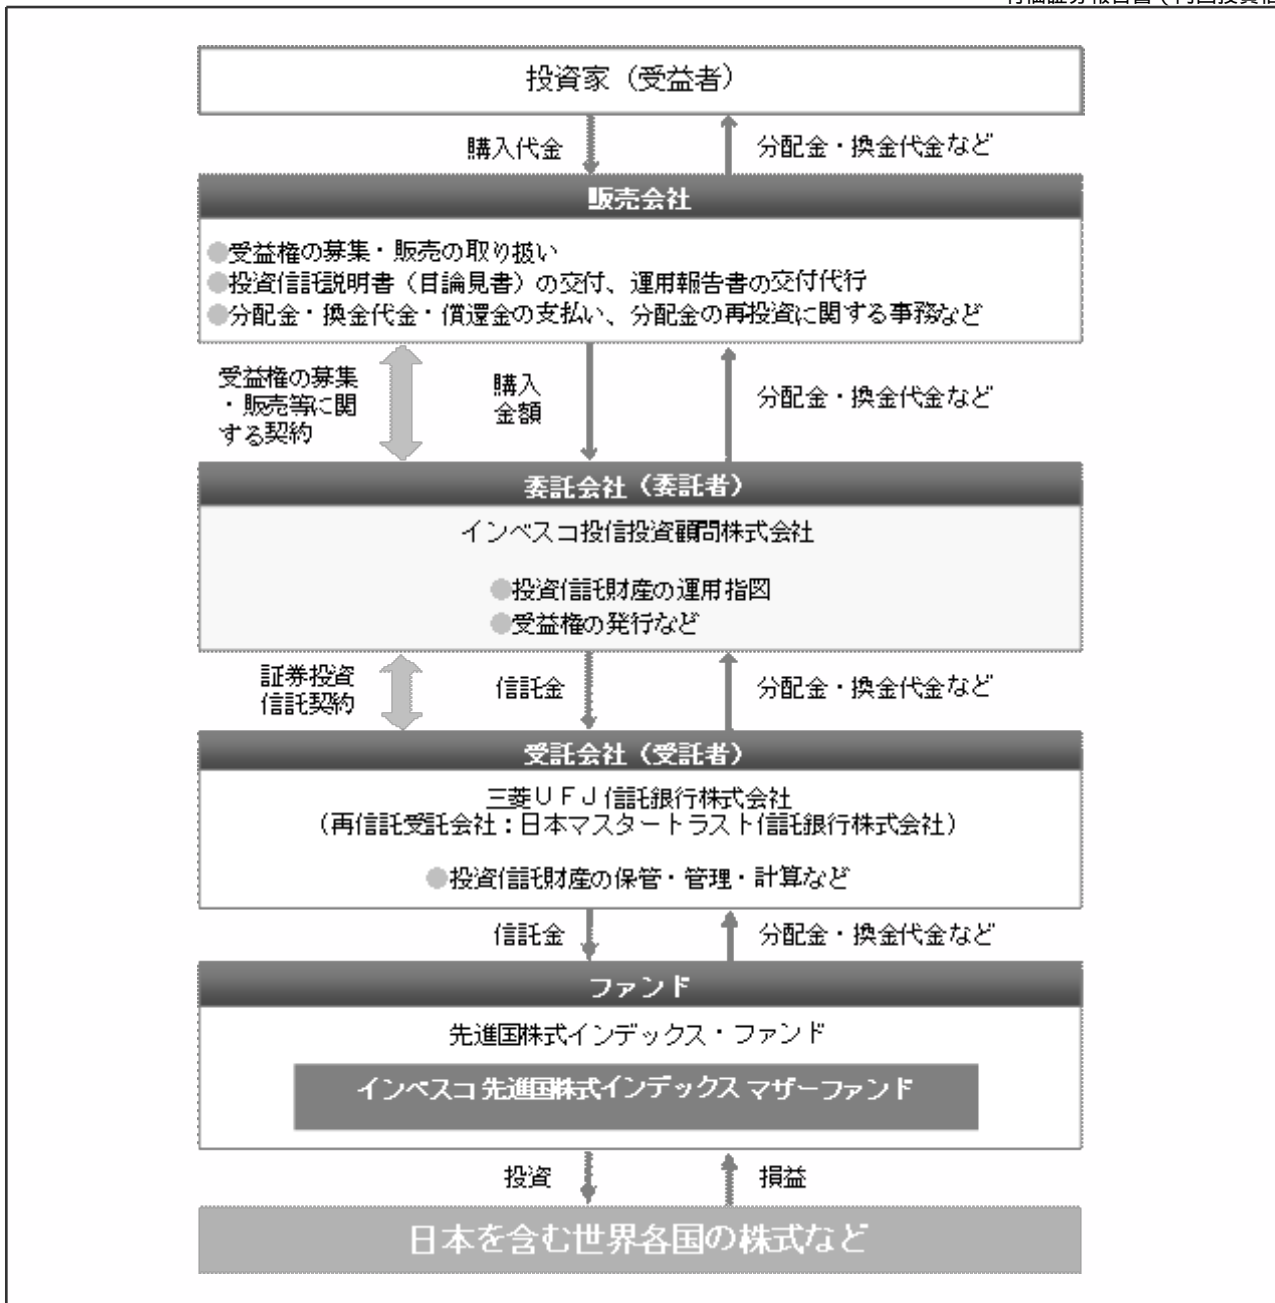 投資家（受益者）
購入代金
分配金・換金代金など
販売会社
●受益権の募集・販売の取り扱い
●投資信託説明書（目論見書）の交付、運用報告書の交付代行
●分配金・換金代金・償還金の支払い、分配金の再投資に関する事務など
受益権の募集
・販売等に関
する契約
購入
金額
分配金・換金代金など
委託会社（委託者）
インベスコ投信投資顧問株式会社
●投資信託財産の運用指図
●受益権の発行など
証券投資
信託契約
信託金
分配金・換金代金など
受託会社（受託者）
三菱ＵＦＪ信託銀行株式会社
（再信託受託会社：日本マスタートラスト信託銀行株式会社）
●投資信託財産の保管・管理・計算など
信託金
分配金・換金代金など
ファンド
先進国株式インデックス・ファンド
インベスコ 先進国株式インデックス マザーファンド
投資
損益
日本を含む世界各国の株式など